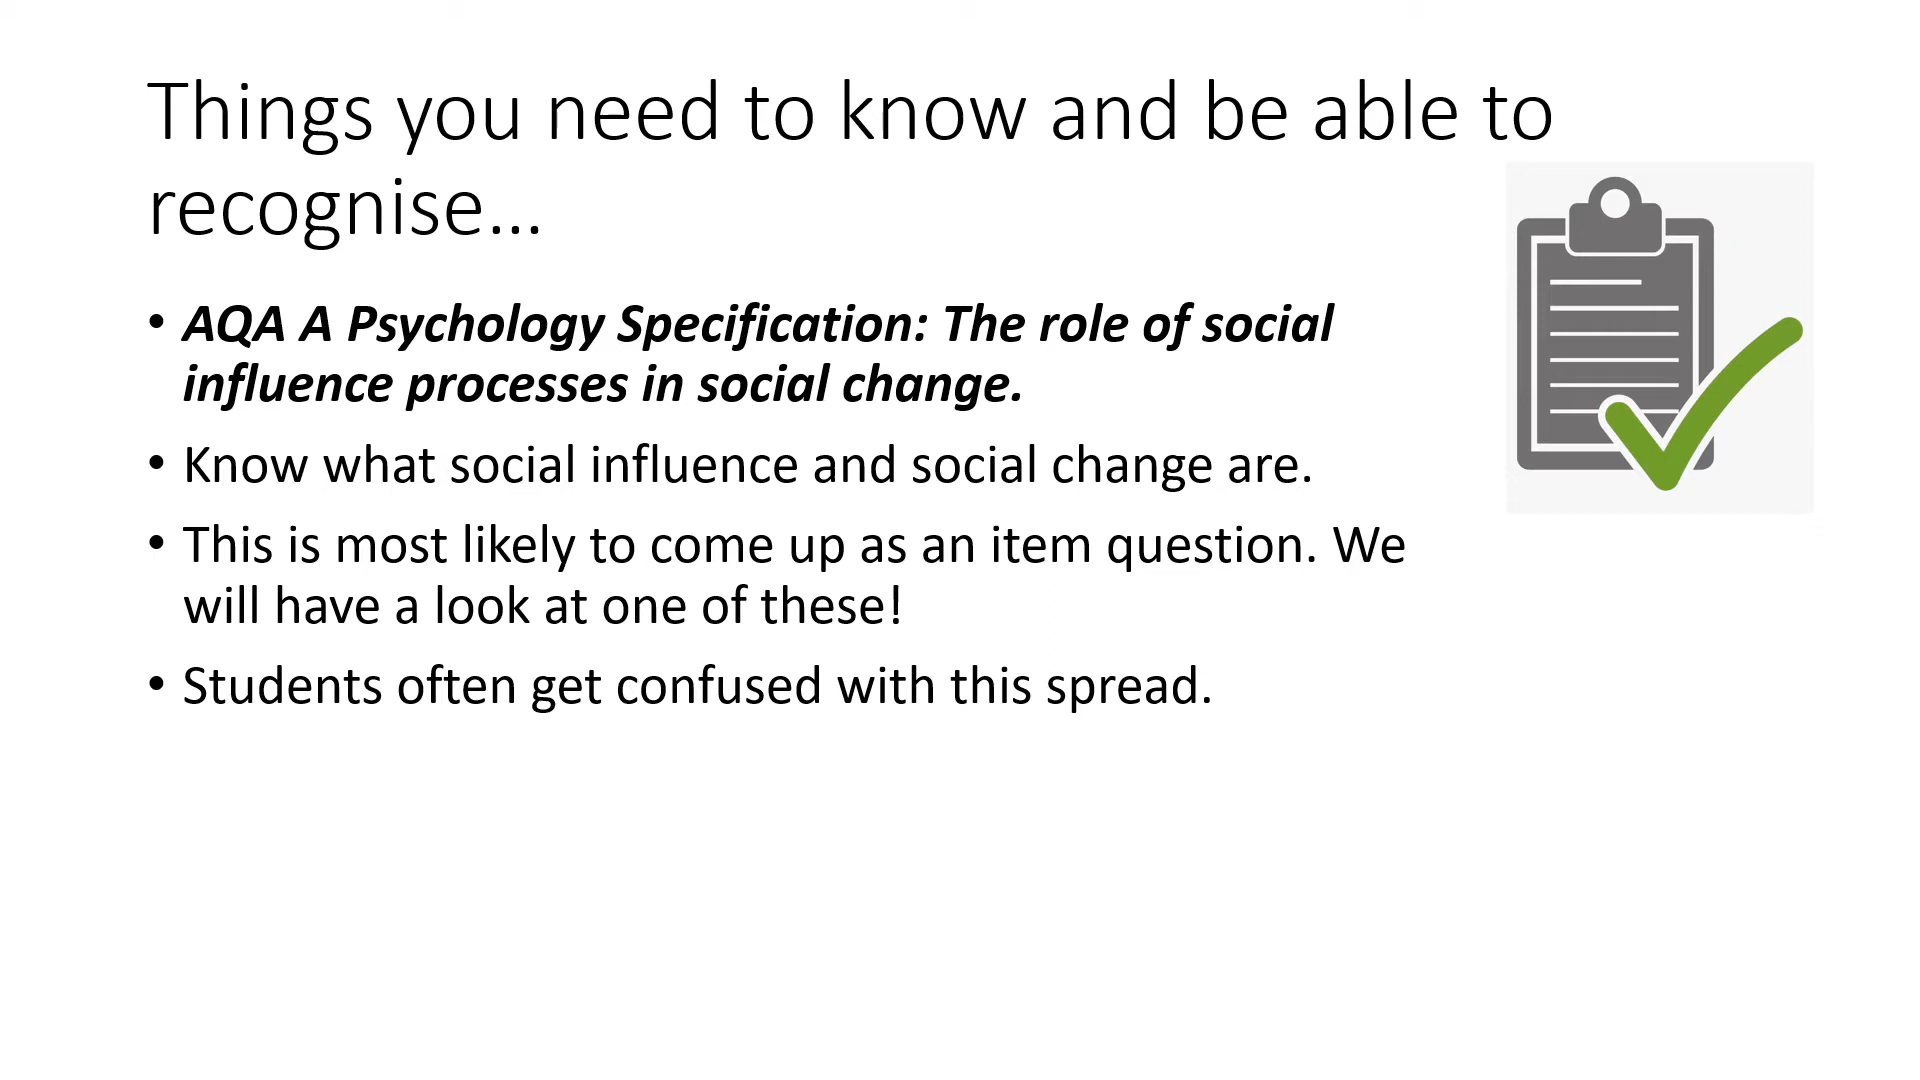 Things you need to know and be able to
recognise…
• AQA A Psychology Specification: The role of social
influence processes in social change.
• Know what social influence and social change are.
• This is most likely to come up as an item question. We
will have a look at one of these!
• Students often get confused with this spread.